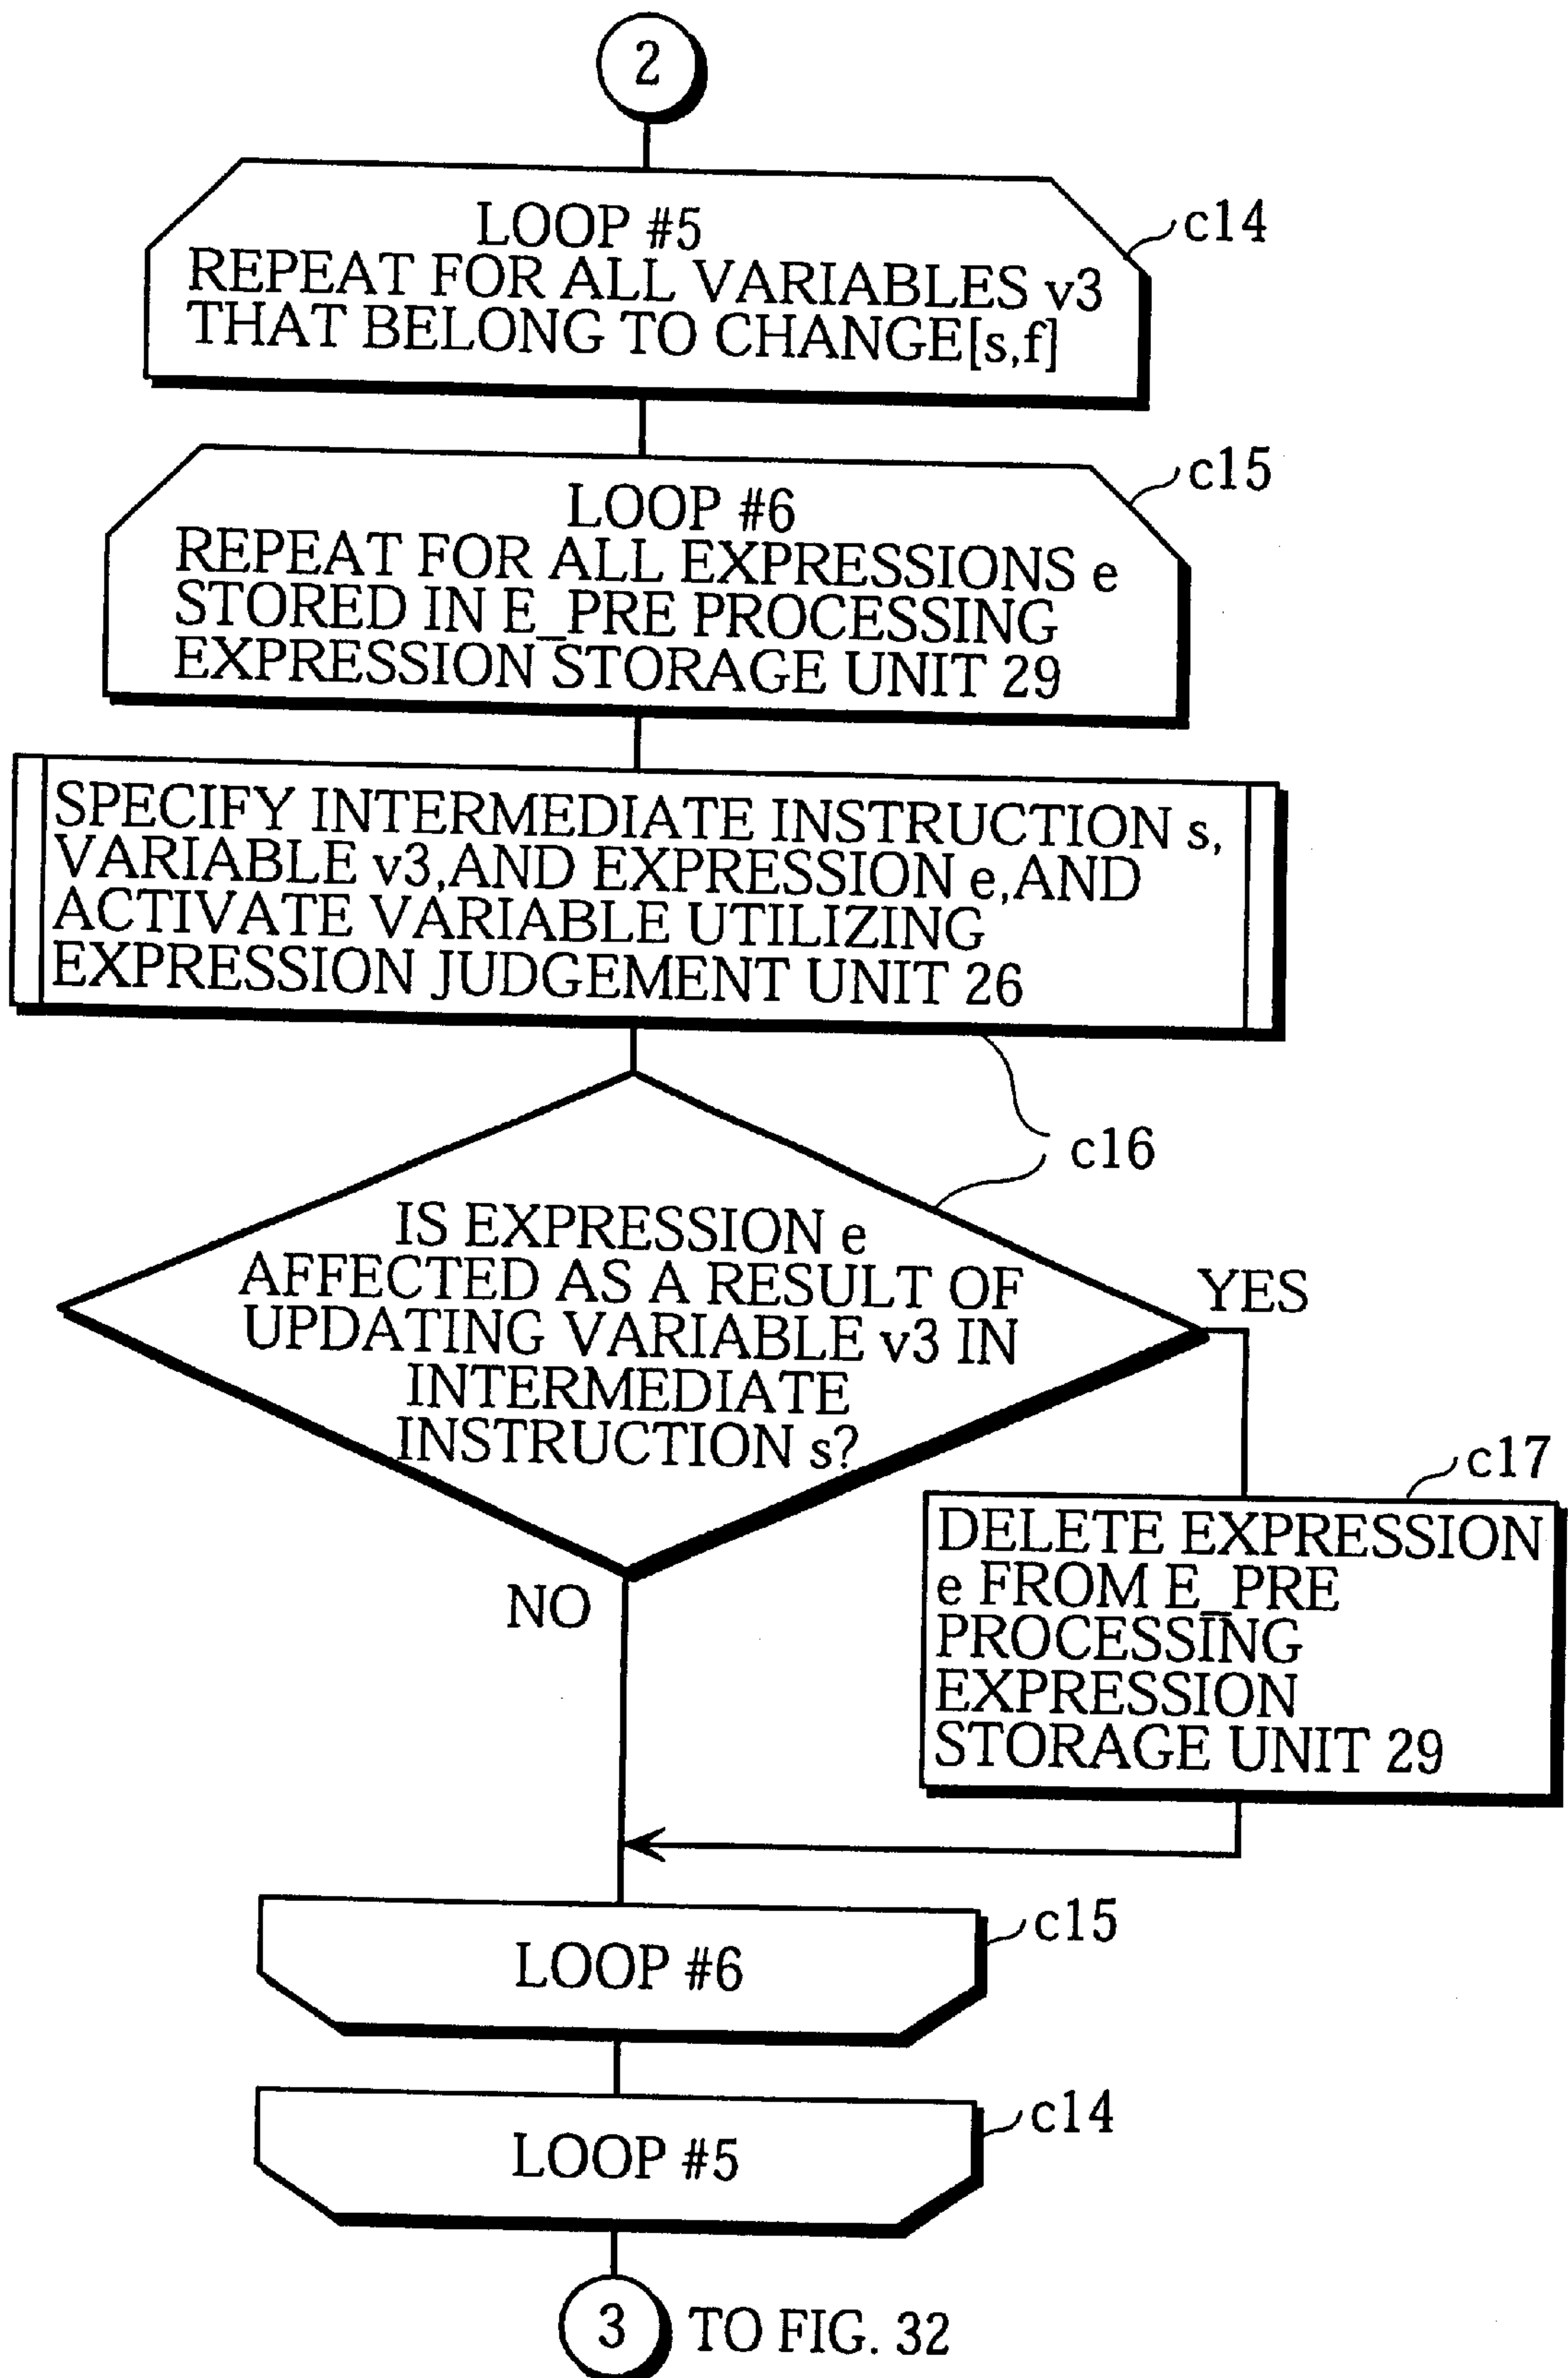 2
LOOP #5
REPEAT FOR ALL VARIABLES v3
THAT BELONG TO CHANGE[s,f]
c14
LOOP #6
REPEAT FOR ALL EXPRESSIONS e
STORED IN E_PRE PROCESSING
EXPRESSION STORAGE UNIT 29
c15
SPECIFY INTERMEDIATE INSTRUCTION s,
VARIABLE v3,AND EXPRESSION e,AND
ACTIVATE VARIABLE UTILIZING
EXPRESSION JUDGEMENT UNIT 26
c16
IS EXPRESSION e
AFFECTED AS A RESULT OF
UPDATING VARIABLE v3 IN
INTERMEDIATE
INSTRUCTION s?
YES
NO
c17
DELETE EXPRESSION
e FROM E_PRE
PROCESSING
EXPRESSION
STORAGE UNIT 29
LOOP #6
c15
LOOP #5
c14
3 TO FIG. 32